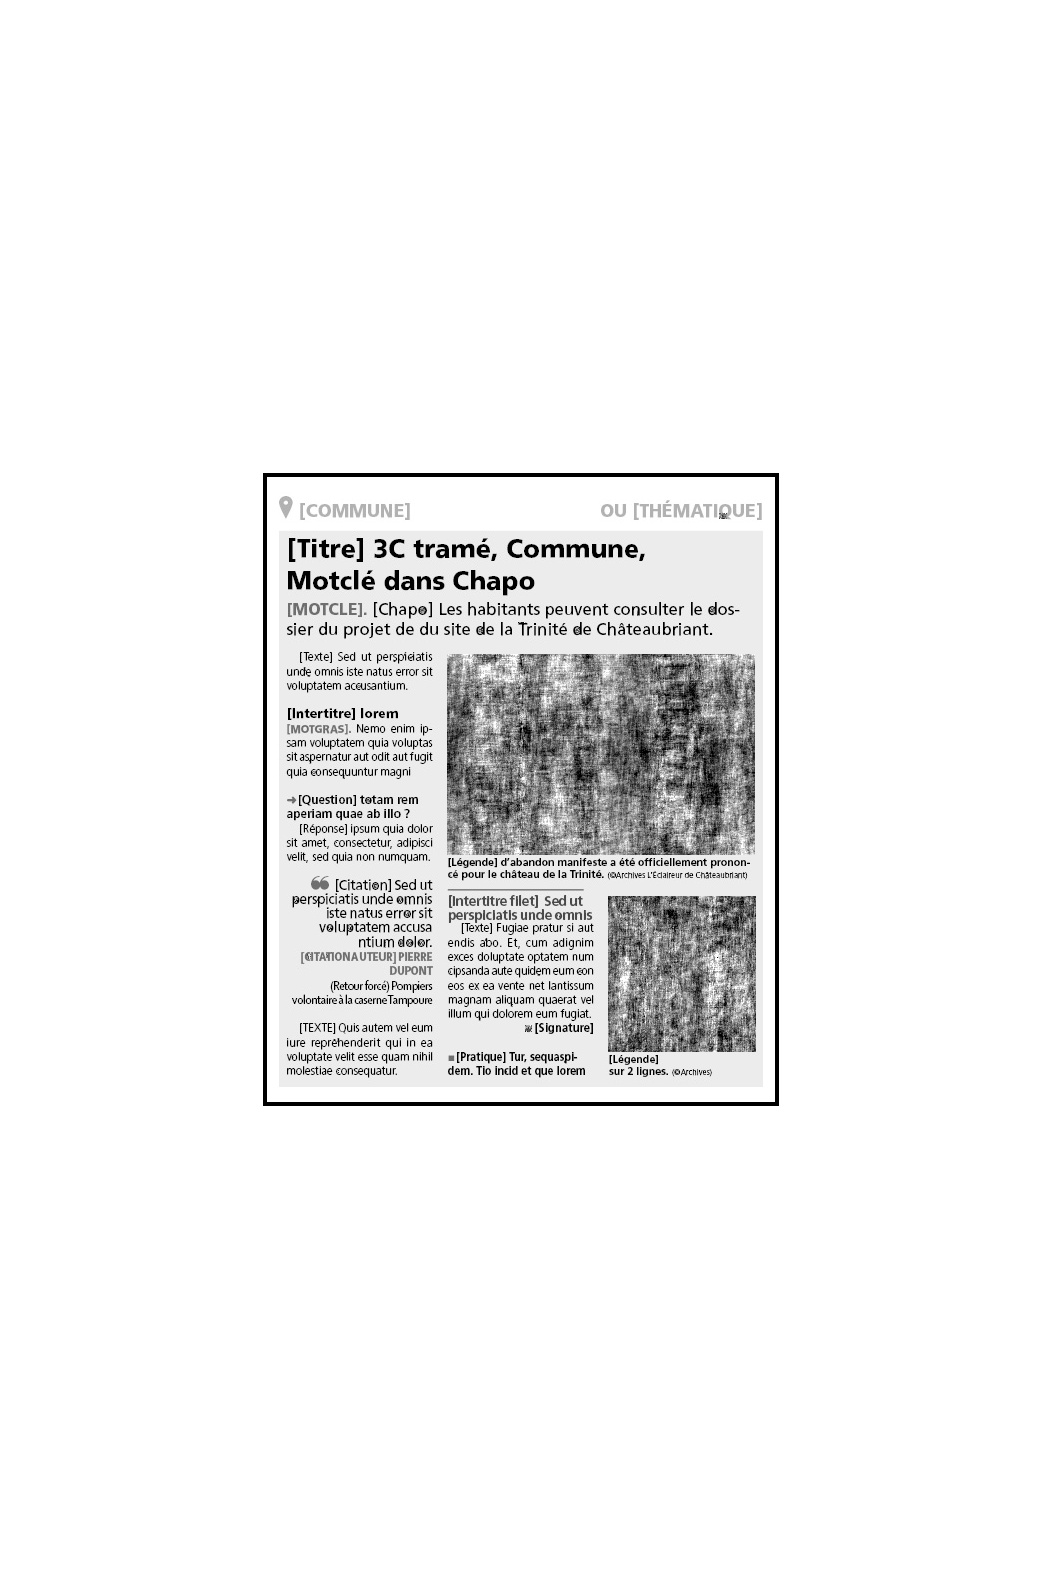 [COMMUNE]
OU [THÉMATIQUE]
[Titre] 3C tramé, Commune,
Motclé dans Chapo
[MOTCLE]. [Chapo] Les habitants peuvent consulter le dos-
sier du projet de du site de la Trinité de Châteaubriant.
[Texte] Sed ut perspiciatis
unde omnis iste natus error sit
voluptatem accusantium.
[Intertitre] lorem
[MOTGRAS]. Nemo enim ip-
sam voluptatem quia voluptas
sit aspernatur aut odit aut fugit
quia consequuntur magni
➜[Question] totam rem
aperiam quae ab illo ?
[Réponse] ipsum quia dolor
sit amet, consectetur, adipisci
velit, sed quia non numquam.
❝ [Citation] Sed ut
perspiciatis unde omnis
iste natus error sit
voluptatem accusa
ntium dolor.
[CITATION AUTEUR] PIERRE
DUPONT
(Retour forcé) Pompiers
volontaire à la caserne Tampoure
[TEXTE] Quis autem vel eum
iure reprehenderit qui in ea
voluptate velit esse quam nihil
molestiae consequatur.
[Légende] d’abandon manifeste a été officiellement pronon-
cé pour le château de la Trinité. (©Archives L’Éclaireur de Châteaubriant)
[Intertitre filet] Sed ut
perspiciatis unde omnis
[Texte] Fugiae pratur si aut
endis abo. Et, cum adignim
exces doluptate optatem num
cipsanda aute quidem eum con
eos ex ea vente net lantissum
magnam aliquam quaerat vel
illum qui dolorem eum fugiat.
[Signature]
■ [Pratique] Tur, sequaspi-
dem. Tio incid et que lorem
[Légende]
sur 2 lignes. (©Archives)